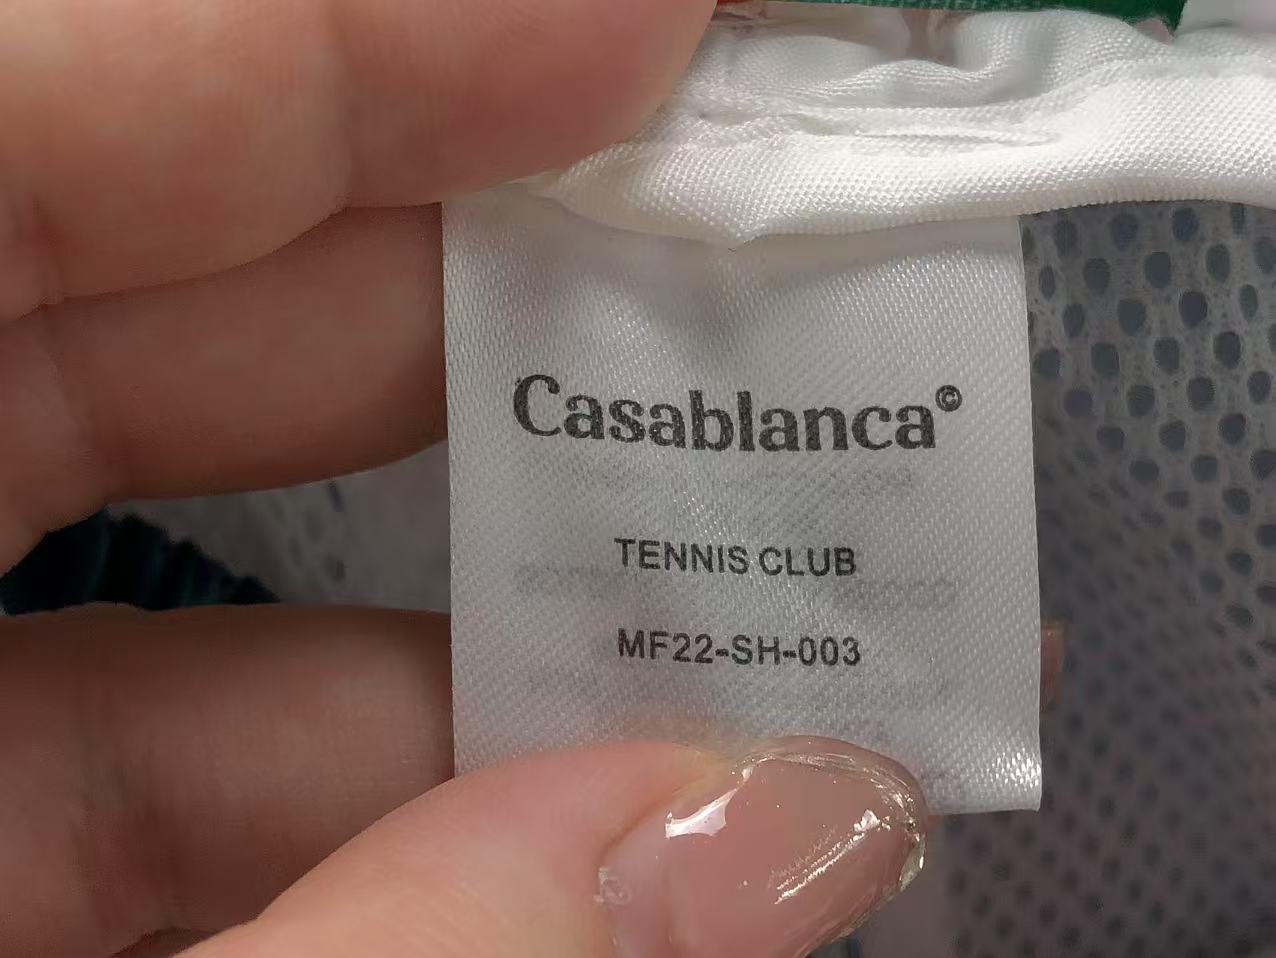 Casablanca©
TENNIS CLUB
MF22-SH-003